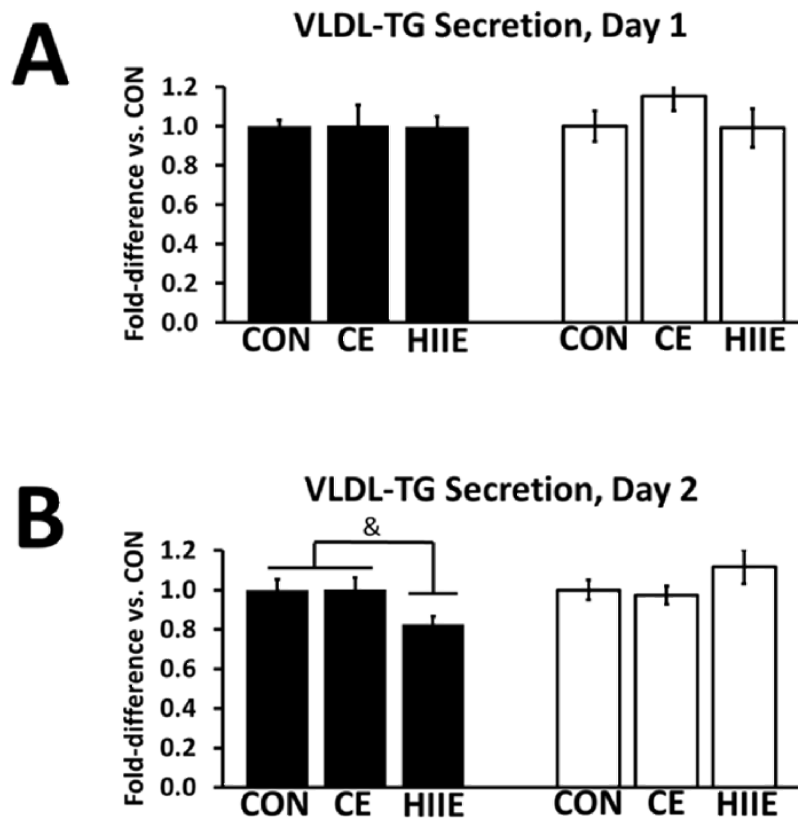 A
VLDL-TG Secretion, Day 1
Fold-difference vs. CON
1.2
1.0
0.8
0.6
0.4
0.2
0.0
CON CE HIIE CON CE HIIE
B
VLDL-TG Secretion, Day 2
&
Fold-difference vs. CON
1.2
1.0
0.8
0.6
0.4
0.2
0.0
CON CE HIIE CON CE HIIE